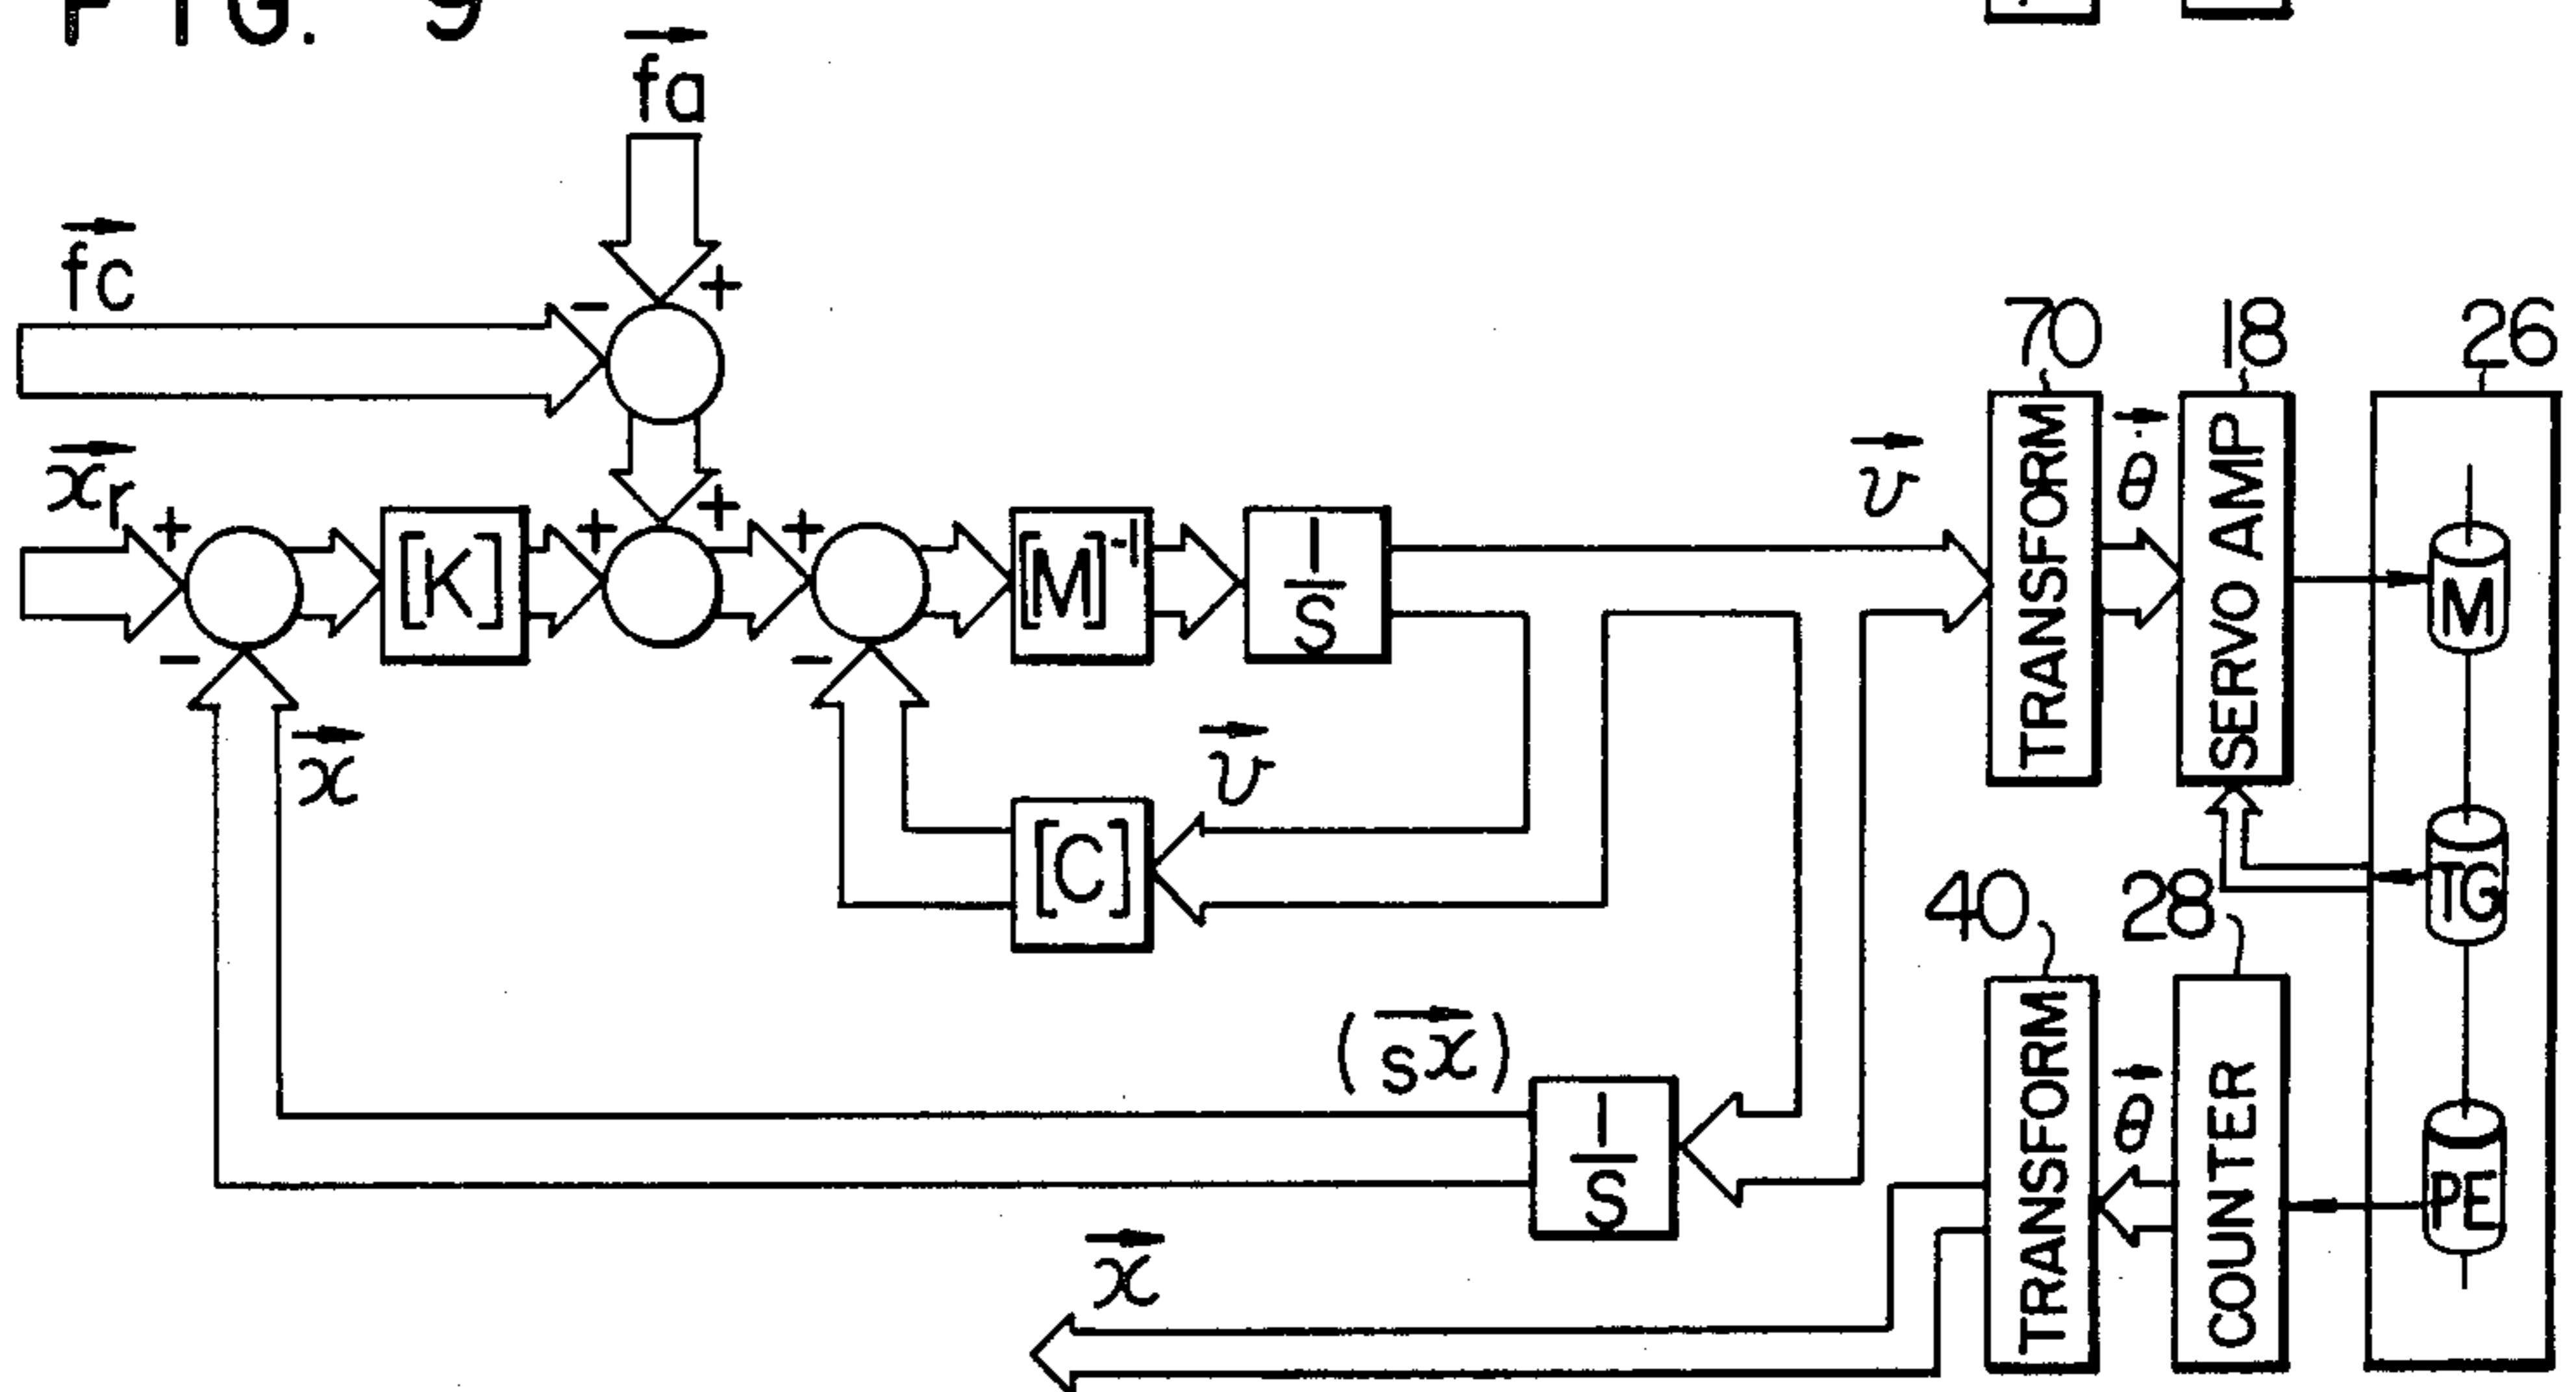 FIG. 9
fa
fc
70
18
26
xr
+
-
+
+
+
+
-
-
[K]
[M]-1
1/S
v
TRANSFORM
θ̇
SERVO AMP
M
x
v
[C]
TG
40
28
(sx)
1/S
TRANSFORM
θ
COUNTER
PE
x